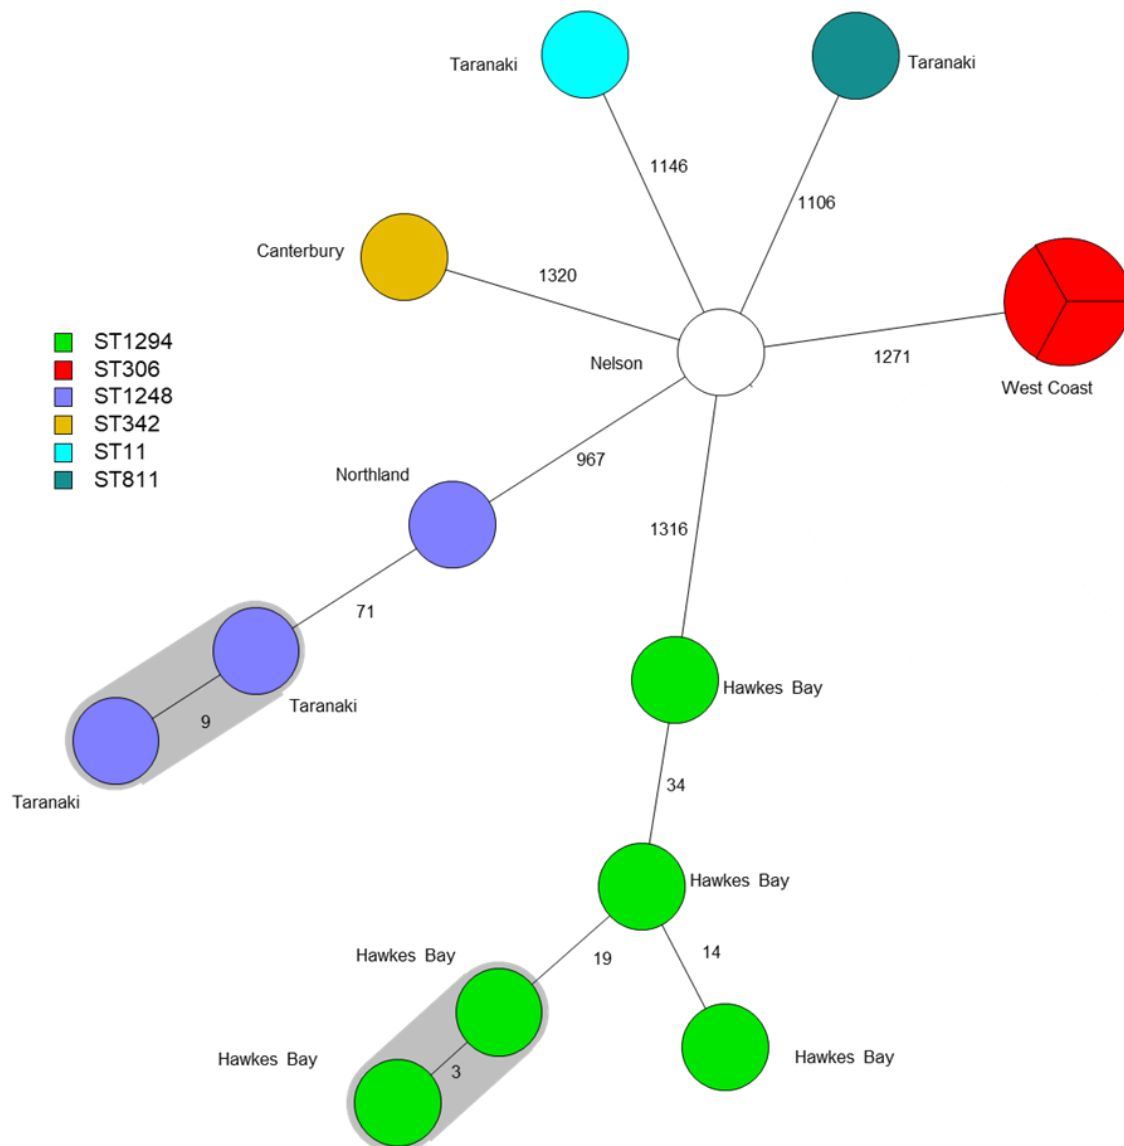 Taranaki
Taranaki
1146
1106
Canterbury
1320
ST1294
ST306
ST1248
ST342
ST11
ST811
Nelson
1271
West Coast
967
Northland
1316
71
Taranaki
9
Taranaki
Hawkes Bay
34
Hawkes Bay
Hawkes Bay
19
14
Hawkes Bay
3
Hawkes Bay